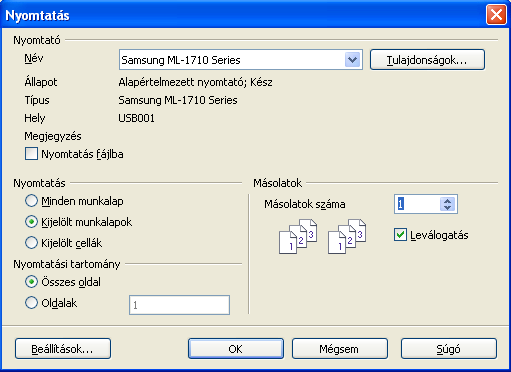 Nyomtatás
Nyomtató
Név Samsung ML-1710 Series Tulajdonságok...
Állapot Alapértelmezett nyomtató; Kész
Típus Samsung ML-1710 Series
Hely USB001
Megjegyzés
Nyomtatás fájlba
Nyomtatás Másolatok
Minden munkalap Másolatok száma 1
Kijelölt munkalapok 1 2 3 1 2 3 Leválogatás
Kijelölt cellák
Nyomtatási tartomány
Összes oldal
Oldalak 1
Beállítások... OK Mégsem Súgó